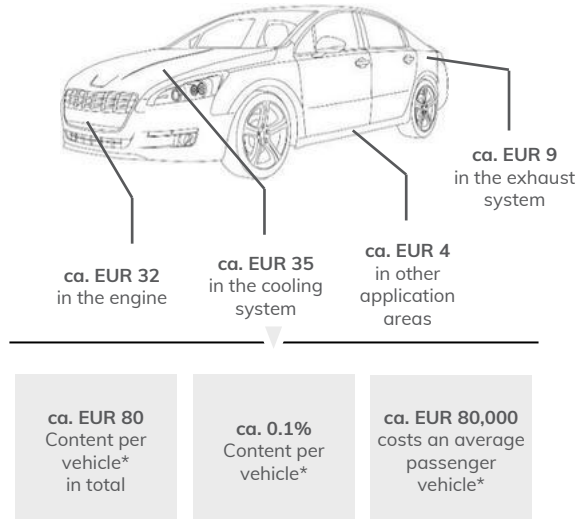 ca. EUR 9
in the exhaust
system
ca. EUR 4
in other
application
areas
ca. EUR 35
in the cooling
system
ca. EUR 32
in the engine
ca. EUR 80
Content per
vehicle*
in total
ca. 0.1%
Content per
vehicle*
ca. EUR 80,000
costs an average
passenger
vehicle*